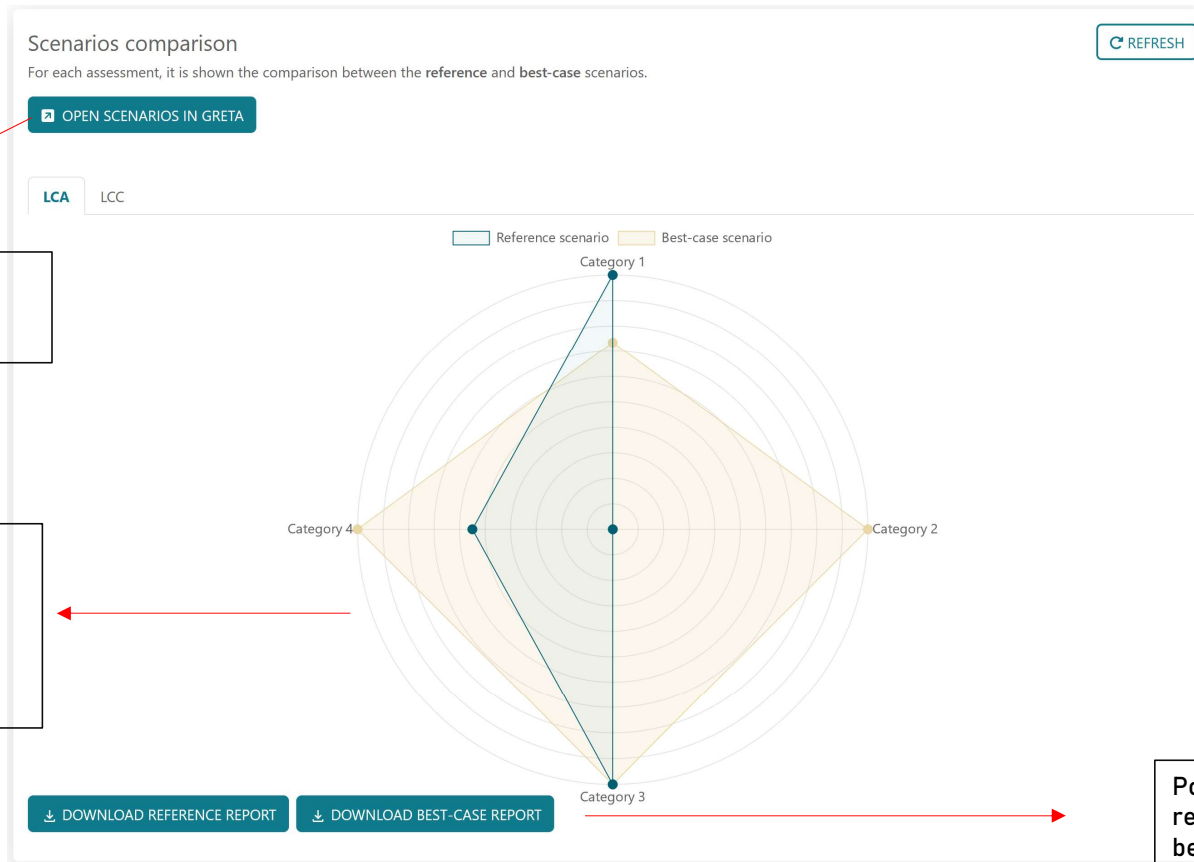 Scenarios comparison
REFRESH
For each assessment, it is shown the comparison between the reference and best-case scenarios.
OPEN SCENARIOS IN GRETA
LCA LCC
Reference scenario Best-case scenario
Category 1
Category 4
Category 2
Category 3
DOWNLOAD REFERENCE REPORT DOWNLOAD BEST-CASE REPORT